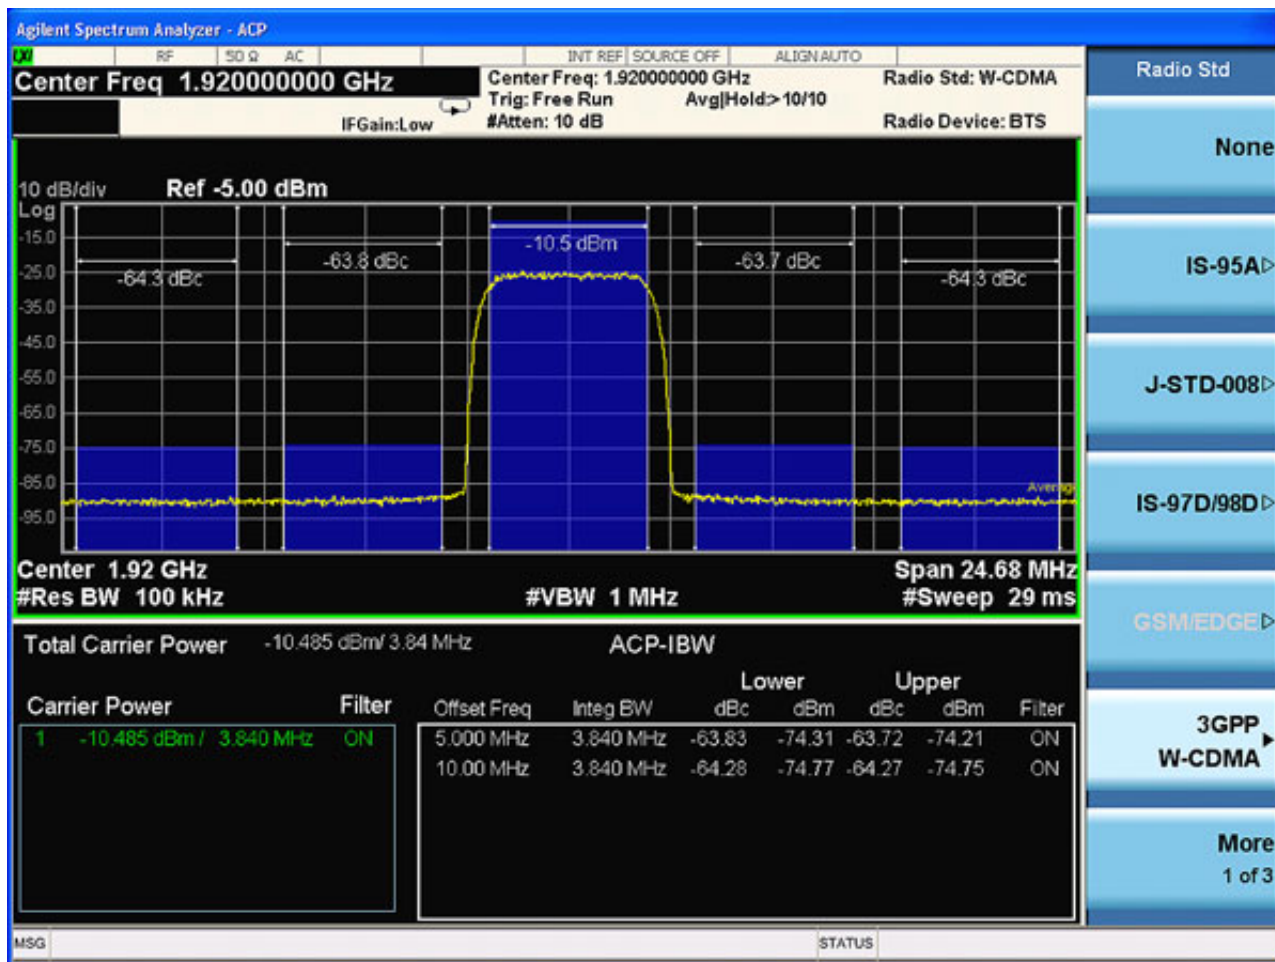 Agilent Spectrum Analyzer - ACP
LXI RF 50 Ω AC INT REF SOURCE OFF ALIGN AUTO
Center Freq 1.920000000 GHz
Center Freq: 1.920000000 GHz Radio Std: W-CDMA
Trig: Free Run Avg|Hold:>10/10
IFGain:Low #Atten: 10 dB Radio Device: BTS
10 dB/div Ref -5.00 dBm
Log
-15.0
-25.0
-35.0
-45.0
-55.0
-65.0
-75.0
-85.0
-95.0
-64.3 dBc
-63.8 dBc
-10.5 dBm
-63.7 dBc
-64.3 dBc
Average
Center 1.92 GHz Span 24.68 MHz
#Res BW 100 kHz #VBW 1 MHz #Sweep 29 ms
Total Carrier Power -10.485 dBm/ 3.84 MHz ACP-IBW
Lower Upper
Carrier Power Filter Offset Freq Integ BW dBc dBm dBc dBm Filter
1 -10.485 dBm / 3.840 MHz ON 5.000 MHz 3.840 MHz -63.83 -74.31 -63.72 -74.21 ON
10.00 MHz 3.840 MHz -64.28 -74.77 -64.27 -74.75 ON
MSG STATUS
Radio Std
None
IS-95A
J-STD-008
IS-97D/98D
GSM/EDGE
3GPP
W-CDMA
More
1 of 3